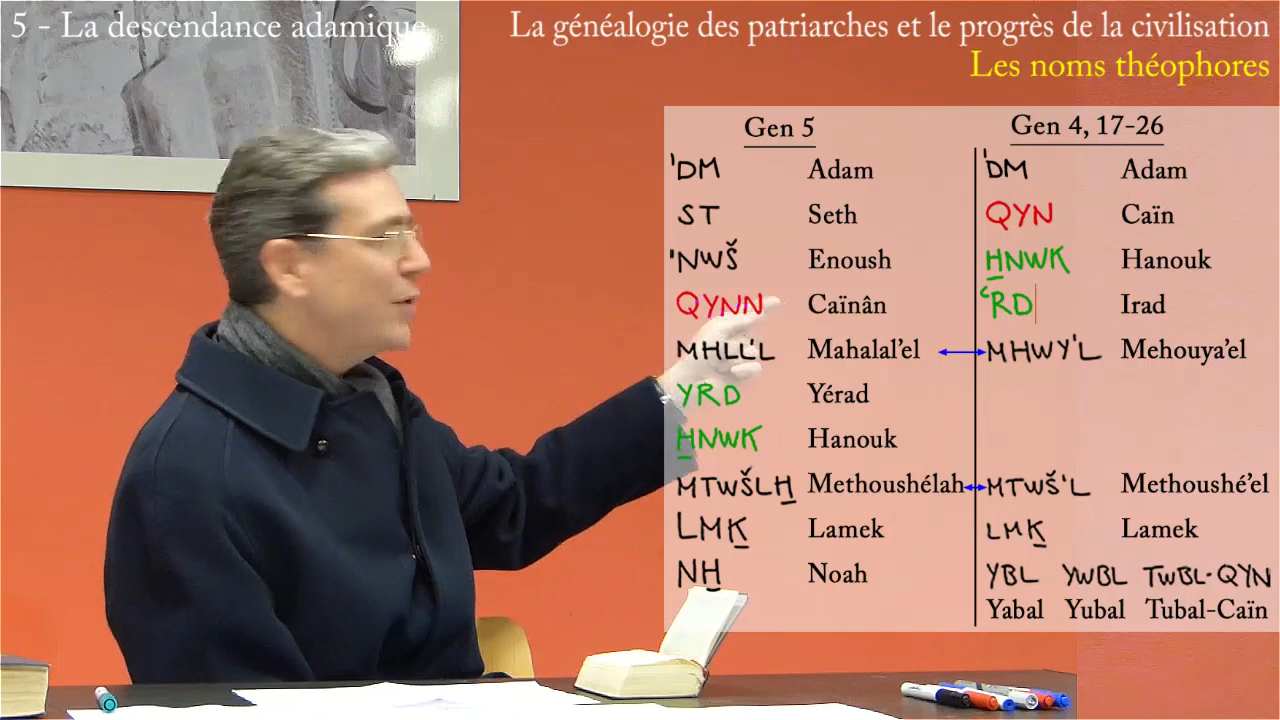 5 - La descendance adamique
La généalogie des patriarches et le progrès de la civilisation
Les noms théophores
Gen 5 Gen 4, 17-26
'DM Adam 'DM Adam
ST Seth QYN Caïn
'NWŠ Enoush ḤNWK Hanouk
QYNN Caïnân ʿRD Irad
MHLL'L Mahalal’el MHWY'L Mehouya’el
YRD Yérad
ḤNWK Hanouk
MTWŠLḤ Methoushélah MTWŠ'L Methoushé’el
LMḴ Lamek LMḴ Lamek
NḤ Noah YBL YWBL TWBL-QYN
Yabal Yubal Tubal-Caïn